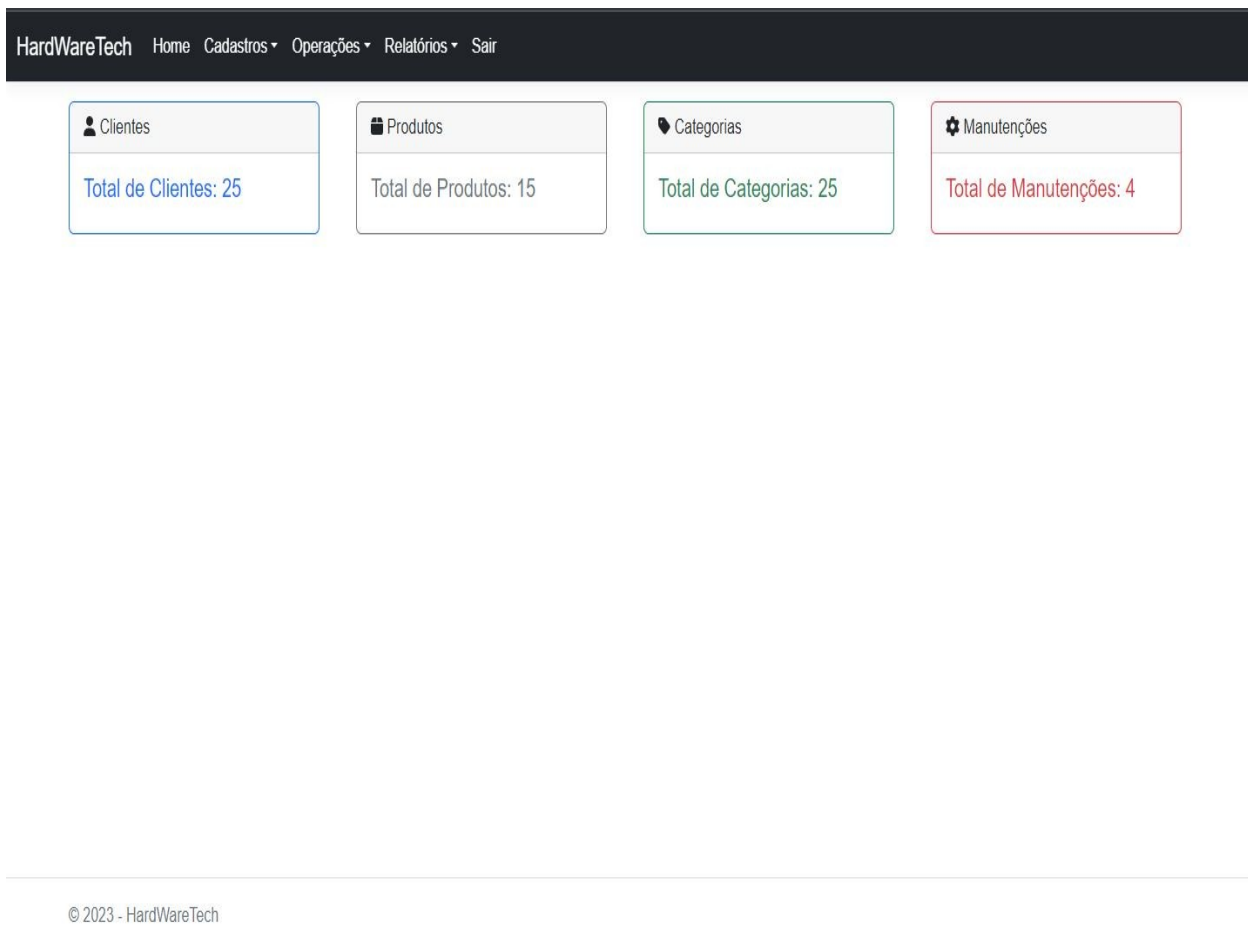 HardWareTech Home Cadastros Operações Relatórios Sair
Clientes
Total de Clientes: 25
Produtos
Total de Produtos: 15
Categorias
Total de Categorias: 25
Manutenções
Total de Manutenções: 4
© 2023 - HardWareTech